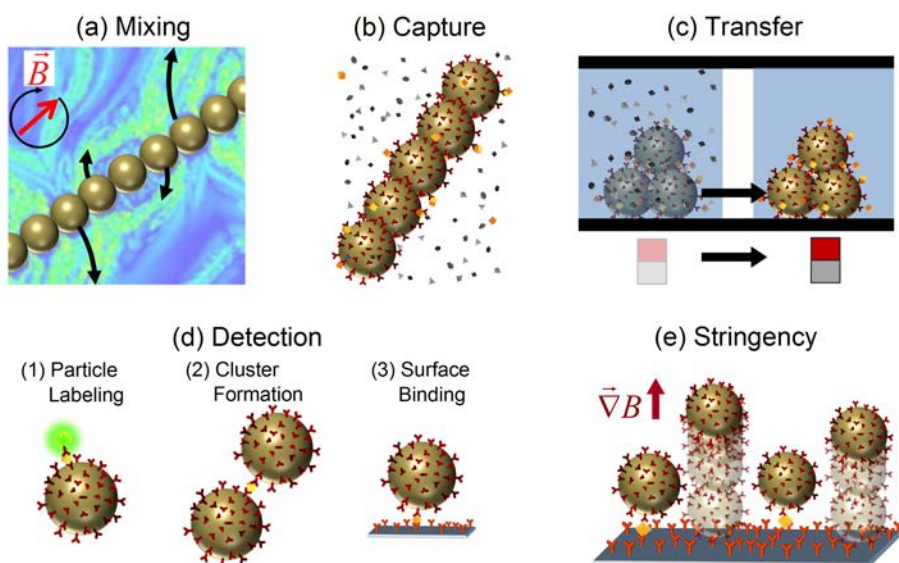 (a) Mixing
B
(b) Capture
(c) Transfer
(d) Detection
(1) Particle
Labeling
(2) Cluster
Formation
(3) Surface
Binding
(e) Stringency
∇B